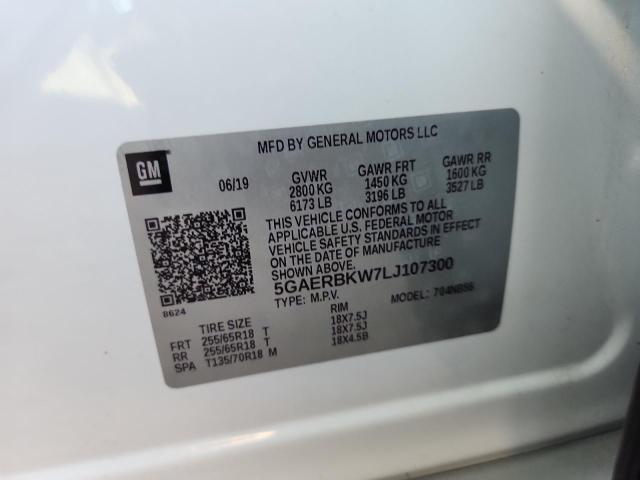 MFD BY GENERAL MOTORS LLC
GM
06/19 GVWR GAWR FRT GAWR RR
2800 KG 1450 KG 1600 KG
6173 LB 3196 LB 3527 LB
THIS VEHICLE CONFORMS TO ALL
APPLICABLE U.S. FEDERAL MOTOR
VEHICLE SAFETY STANDARDS IN EFFECT
ON THE DATE OF MANUFACTURE
SHOWN ABOVE.
5GAERBKW7LJ107300
8624
TYPE: M.P.V. MODEL:
TIRE SIZE RIM
FRT 255/65R18 T 18X7.5J
RR 255/65R18 T 18X7.5J
SPA T135/70R18 M 18X4.5B